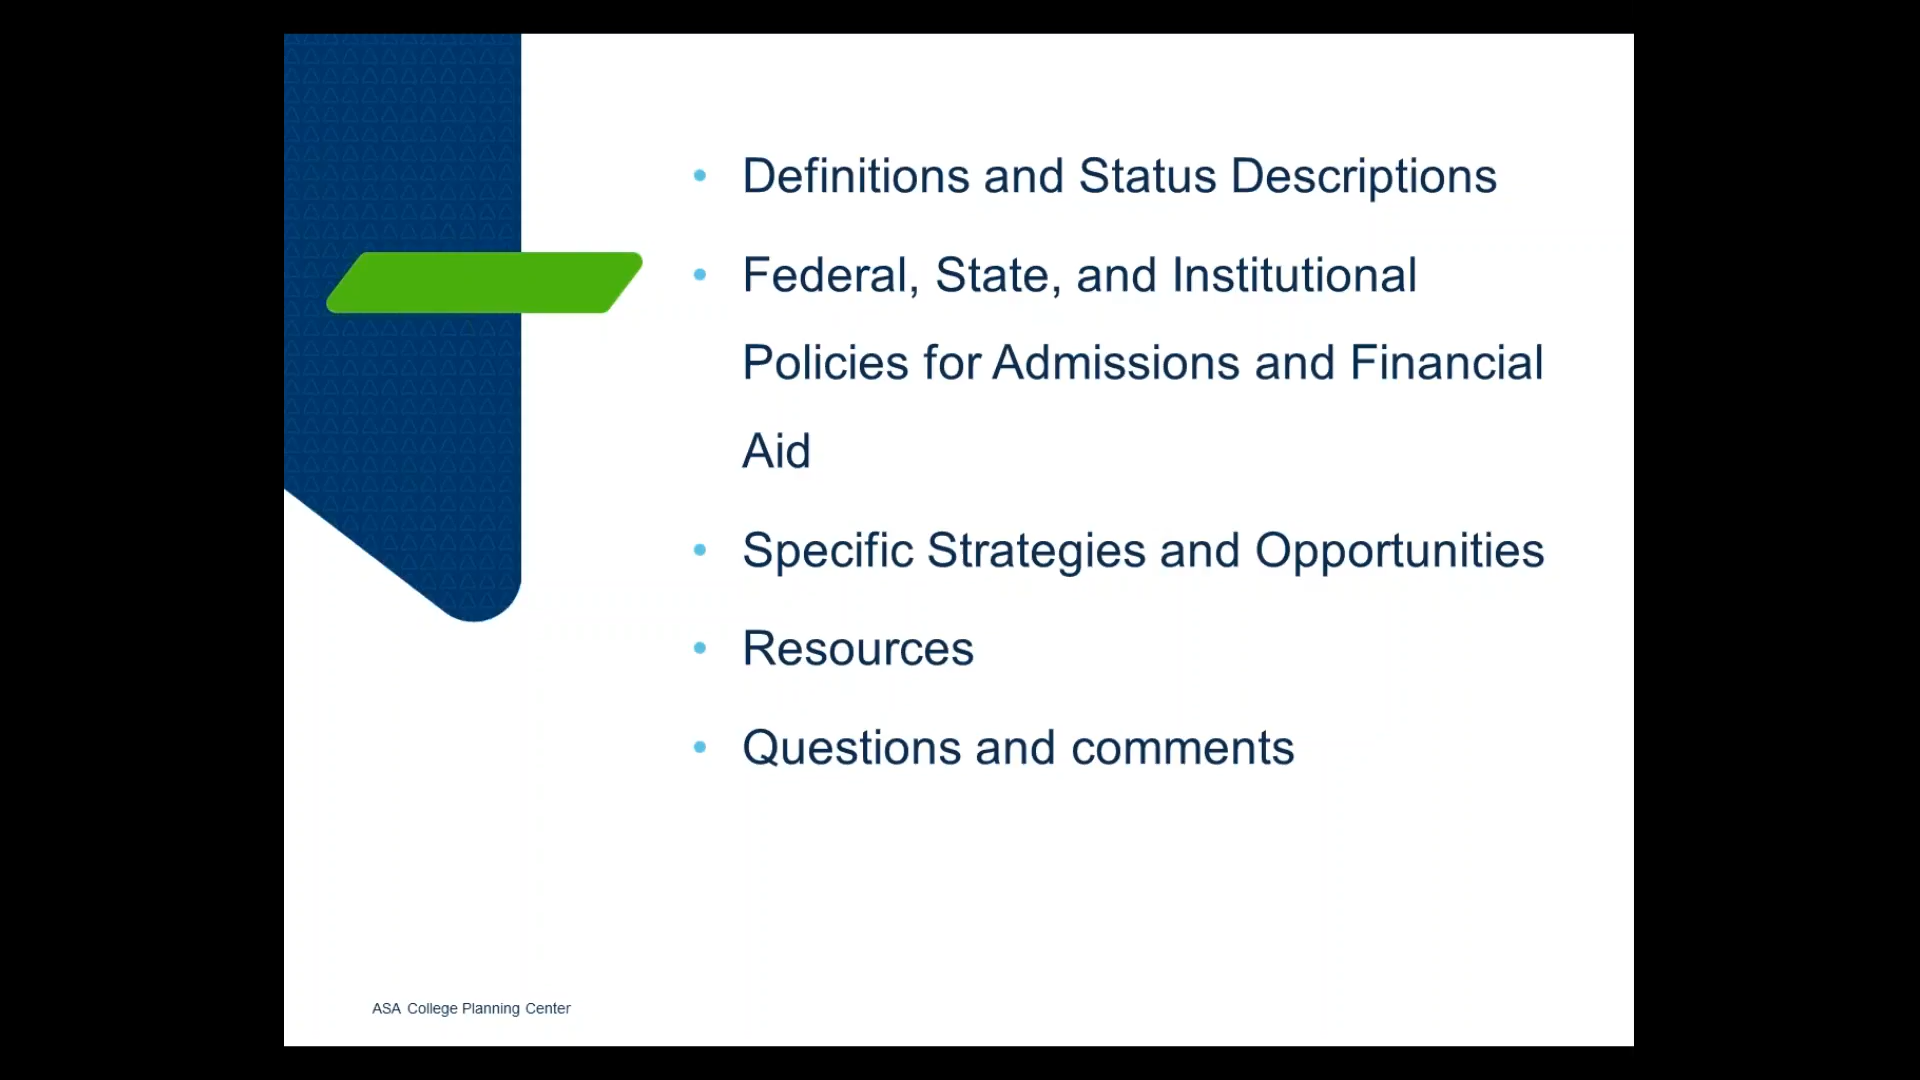 • Definitions and Status Descriptions
• Federal, State, and Institutional
Policies for Admissions and Financial
Aid
• Specific Strategies and Opportunities
• Resources
• Questions and comments
ASA College Planning Center